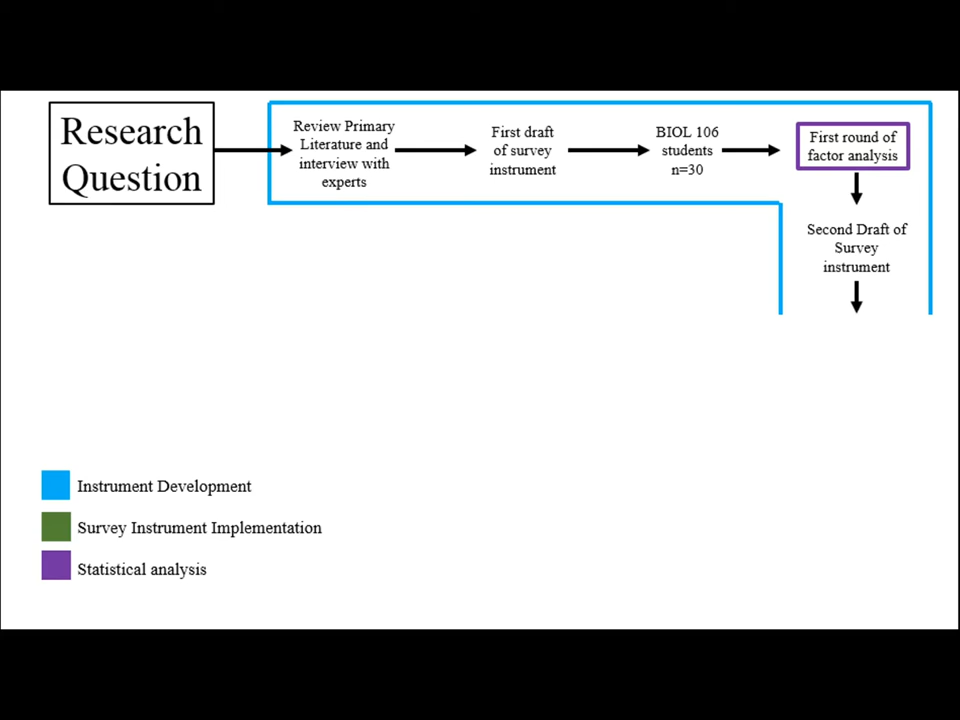 Research
Question
Review Primary
Literature and
interview with
experts
First draft
of survey
instrument
BIOL 106
students
n=30
First round of
factor analysis
Second Draft of
Survey
instrument
Instrument Development
Survey Instrument Implementation
Statistical analysis